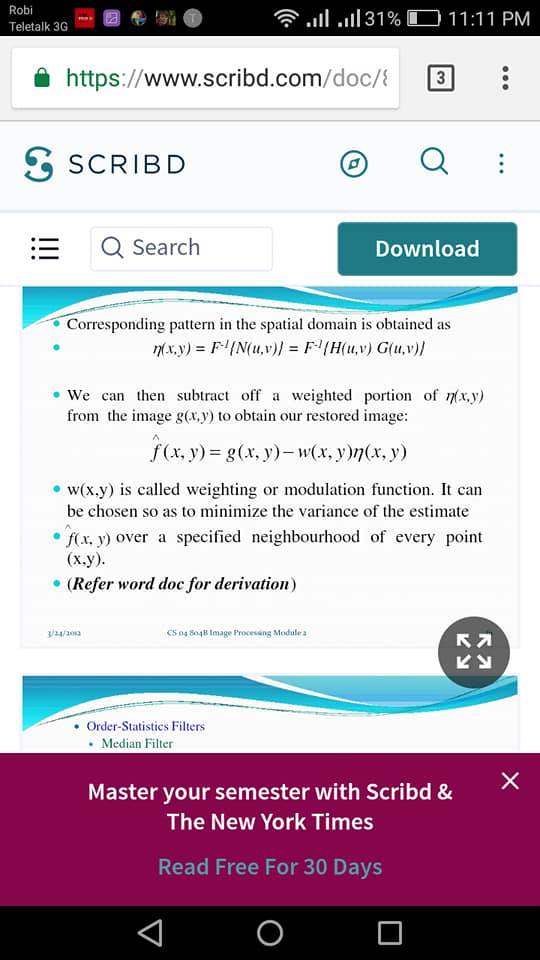 Robi
Teletalk 3G
31%
11:11 PM
https://www.scribd.com/doc/8
3
SCRIBD
Search
Download
• Corresponding pattern in the spatial domain is obtained as
• η(x,y) = F⁻¹{N(u,v)} = F⁻¹{H(u,v) G(u,v)}
• We can then subtract off a weighted portion of η(x,y)
from the image g(x,y) to obtain our restored image:
f̂(x, y) = g(x, y) – w(x, y)η(x, y)
• w(x,y) is called weighting or modulation function. It can
be chosen so as to minimize the variance of the estimate
• f̂(x, y) over a specified neighbourhood of every point
(x,y).
• (Refer word doc for derivation)
3/24/2012
CS 04 804B Image Processing Module 2
• Order-Statistics Filters
• Median Filter
Master your semester with Scribd &
The New York Times
Read Free For 30 Days